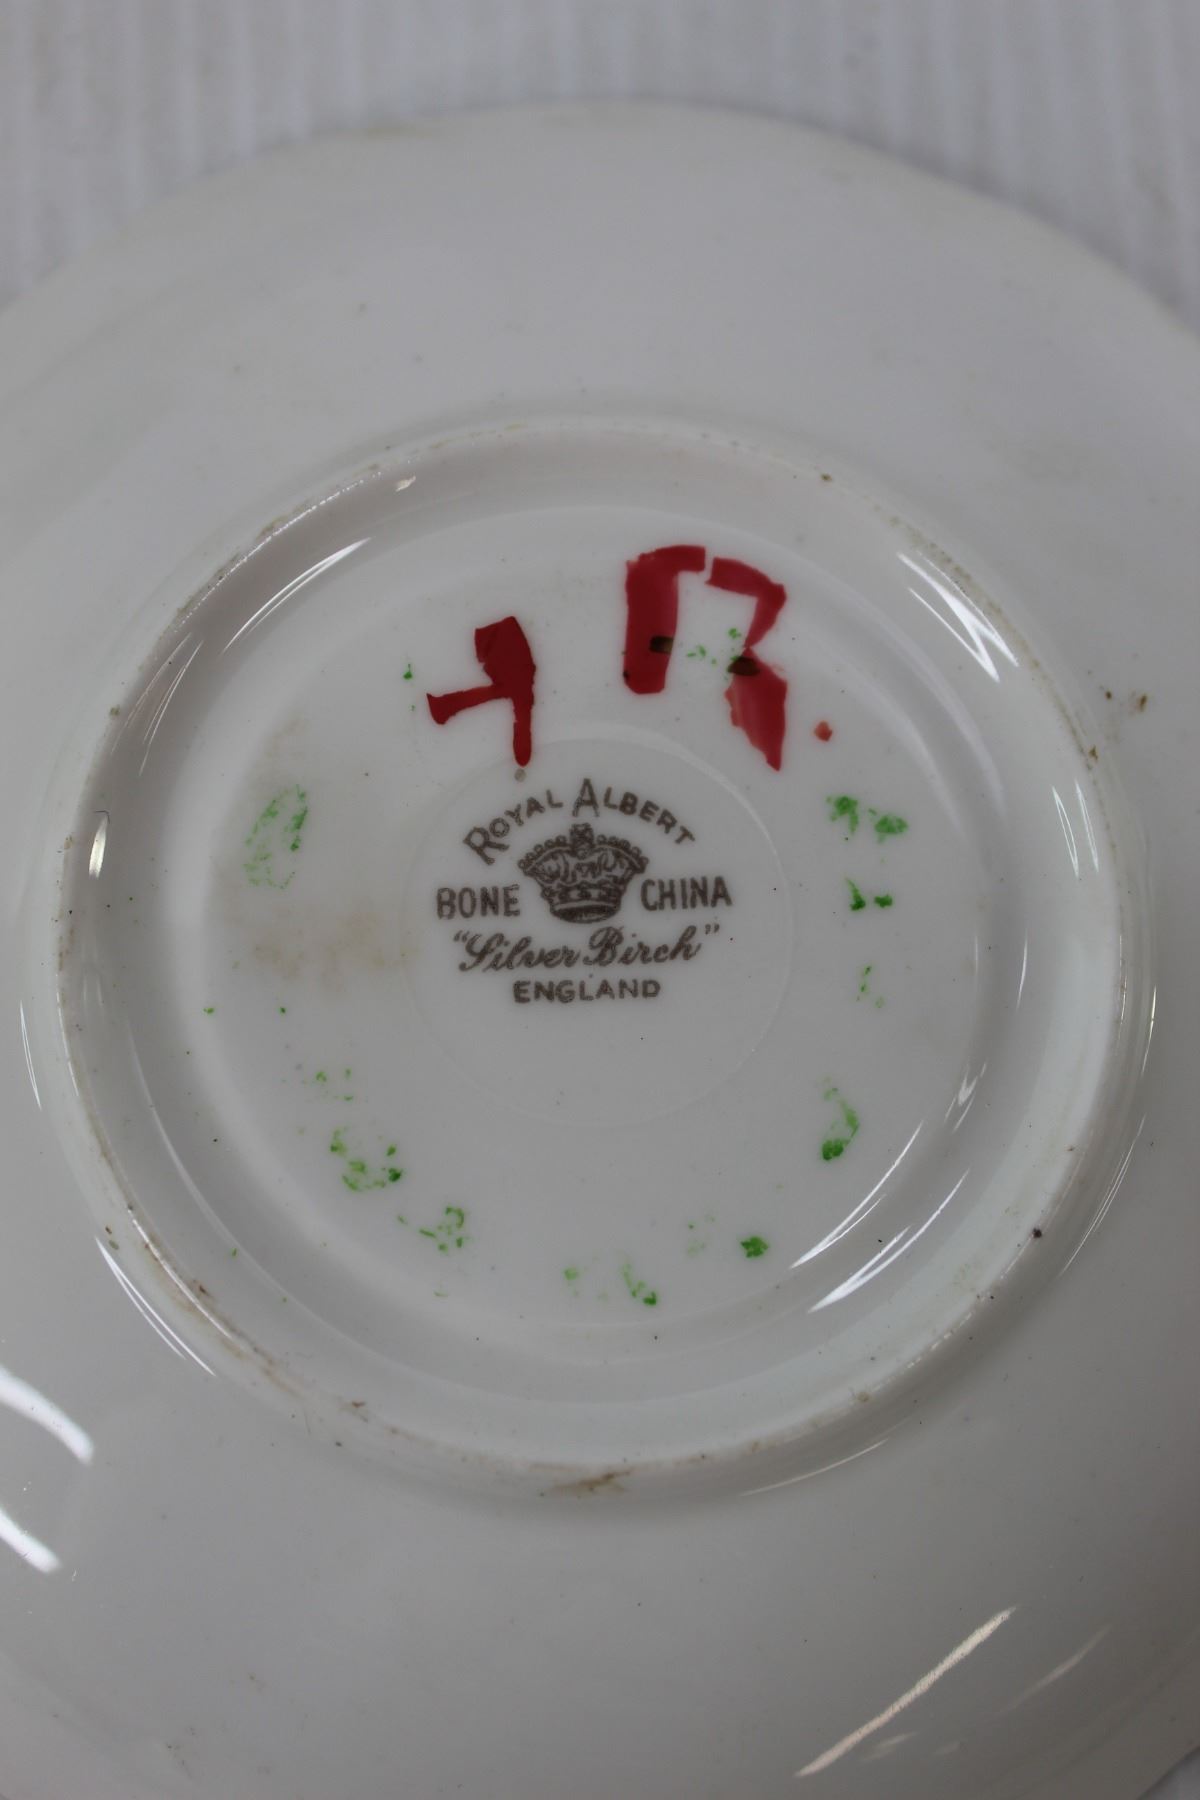 ROYAL ALBERT
BONE CHINA
"Silver Birch"
ENGLAND